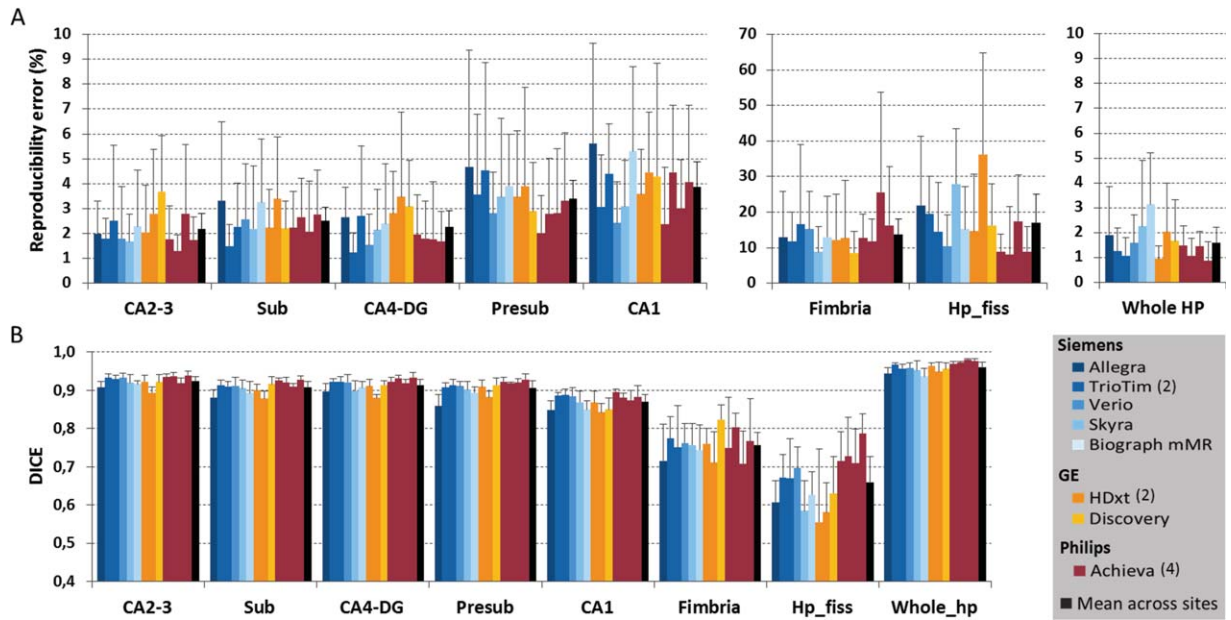 A
Reproducibility error (%)
10
9
8
7
6
5
4
3
2
1
0
CA2-3 Sub CA4-DG Presub CA1
70
60
50
40
30
20
10
0
Fimbria Hp_fiss
10
9
8
7
6
5
4
3
2
1
0
Whole HP
B
DICE
1,0
0,9
0,8
0,7
0,6
0,5
0,4
CA2-3 Sub CA4-DG Presub CA1 Fimbria Hp_fiss Whole_hp
Siemens
Allegra
TrioTim (2)
Verio
Skyra
Biograph mMR
GE
HDxt (2)
Discovery
Philips
Achieva (4)
Mean across sites